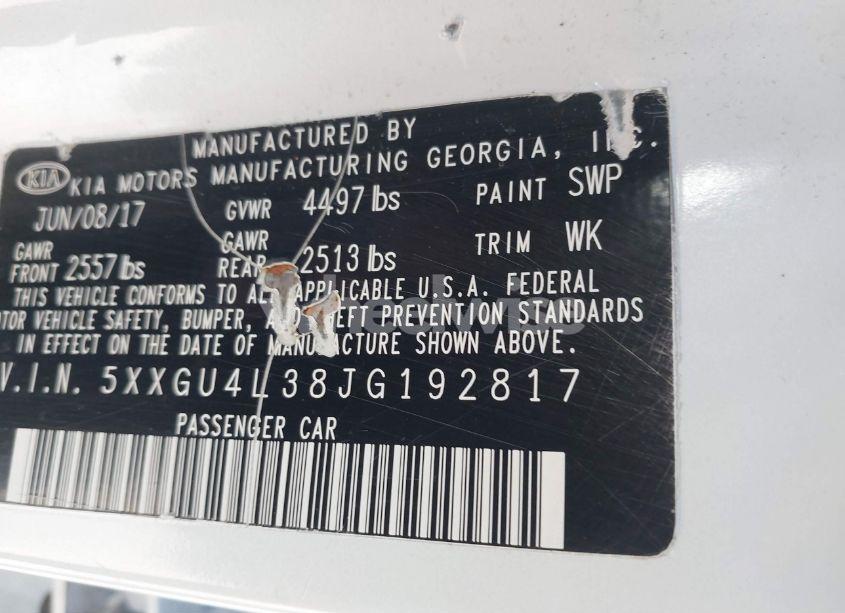 MANUFACTURED BY
KIA KIA MOTORS MANUFACTURING GEORGIA, INC.
JUN/08/17 GVWR 4497 lbs PAINT SWP
GAWR FRONT 2557 lbs GAWR REAR 2513 lbs TRIM WK
THIS VEHICLE CONFORMS TO ALL APPLICABLE U.S.A. FEDERAL
MOTOR VEHICLE SAFETY, BUMPER, AND THEFT PREVENTION STANDARDS
IN EFFECT ON THE DATE OF MANUFACTURE SHOWN ABOVE.
V.I.N. 5XXGU4L38JG192817
PASSENGER CAR